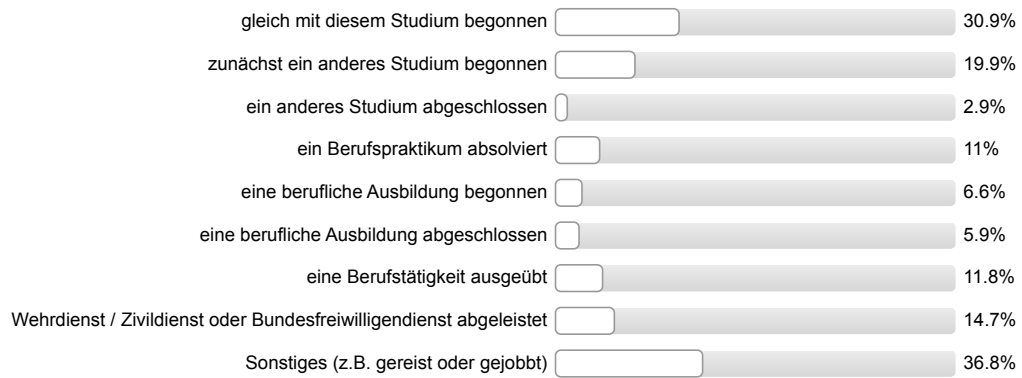 gleich mit diesem Studium begonnen 30.9%
zunächst ein anderes Studium begonnen 19.9%
ein anderes Studium abgeschlossen 2.9%
ein Berufspraktikum absolviert 11%
eine berufliche Ausbildung begonnen 6.6%
eine berufliche Ausbildung abgeschlossen 5.9%
eine Berufstätigkeit ausgeübt 11.8%
Wehrdienst / Zivildienst oder Bundesfreiwilligendienst abgeleistet 14.7%
Sonstiges (z.B. gereist oder gejobbt) 36.8%